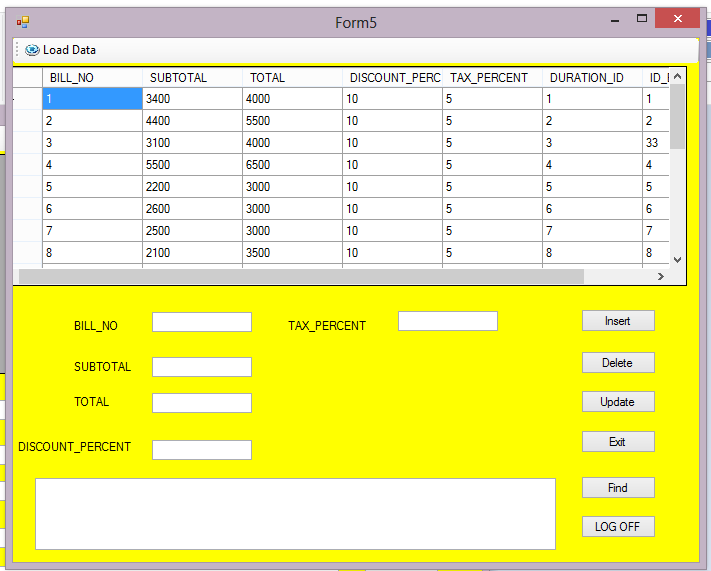 Form5
Load Data
BILL_NO SUBTOTAL TOTAL DISCOUNT_PERC TAX_PERCENT DURATION_ID
1 3400 4000 10 5 1 1
2 4400 5500 10 5 2 2
3 3100 4000 10 5 3 33
4 5500 6500 10 5 4 4
5 2200 3000 10 5 5 5
6 2600 3000 10 5 6 6
7 2500 3000 10 5 7 7
8 2100 3500 10 5 8 8
BILL_NO TAX_PERCENT Insert
SUBTOTAL Delete
TOTAL Update
DISCOUNT_PERCENT Exit
Find
LOG OFF